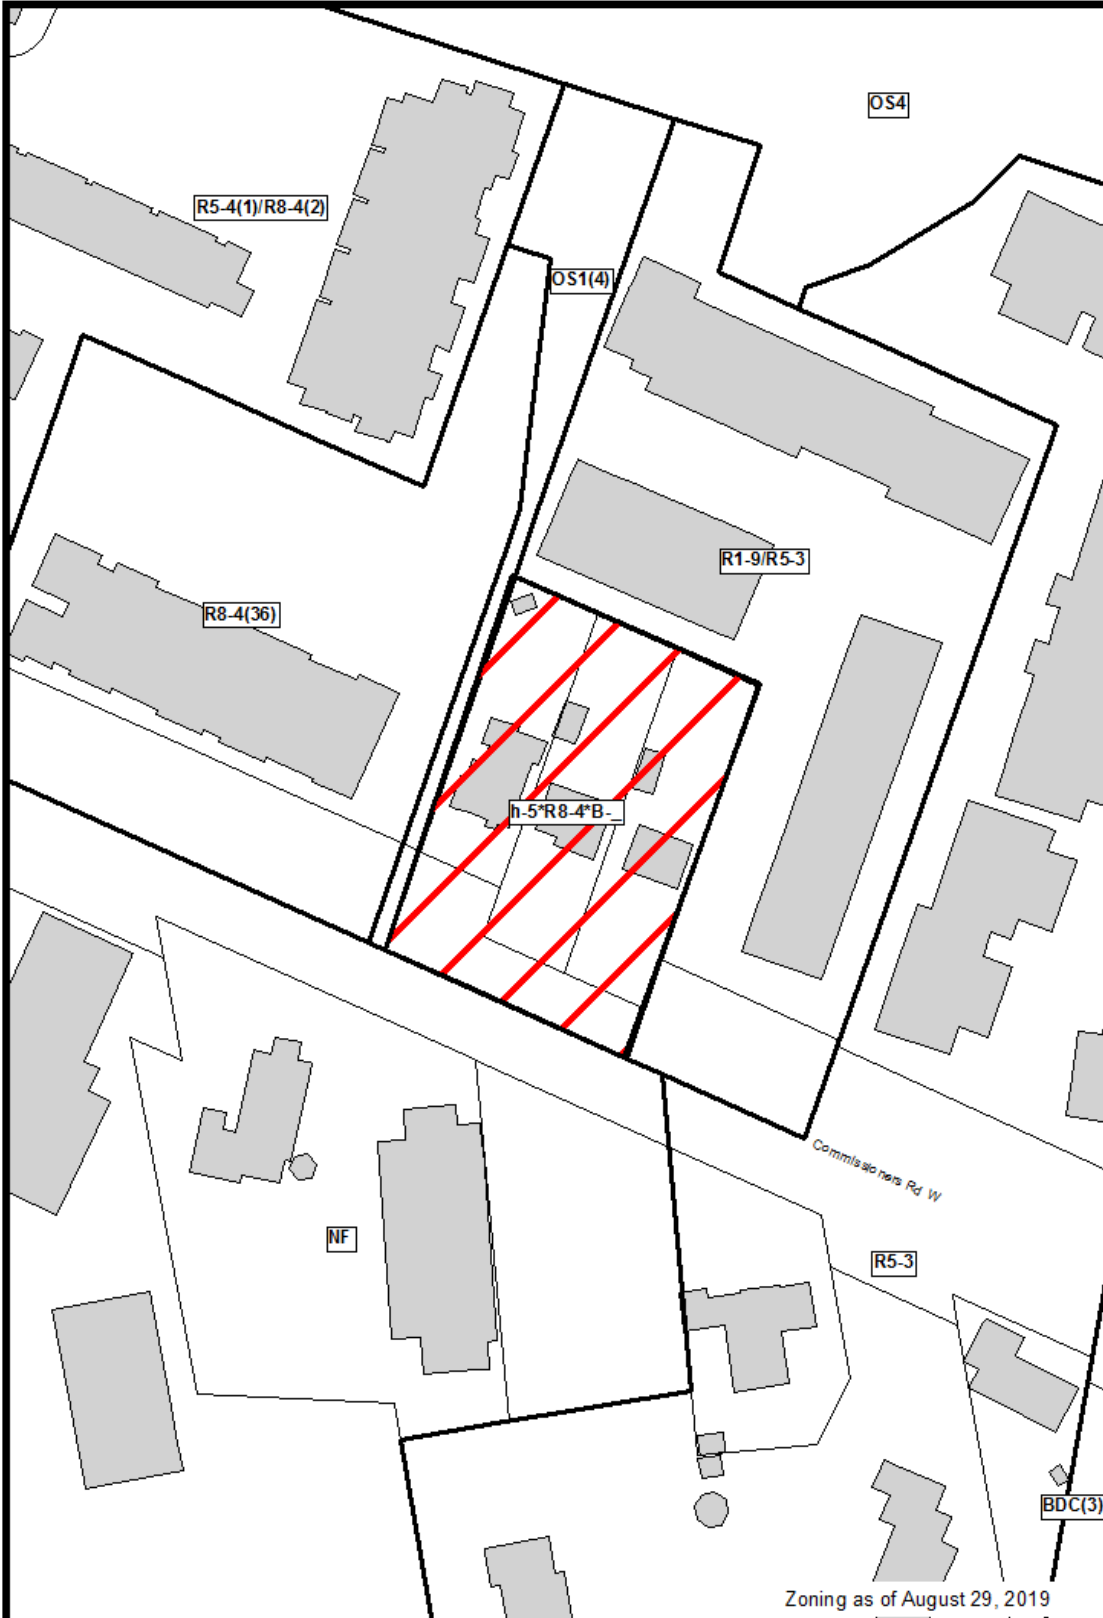 OS4
R5-4(1)/R8-4(2)
OS1(4)
R1-9/R5-3
R8-4(36)
h-5*R8-4*B-_
Commissioners Rd W
NF
R5-3
BDC(3)
Zoning as of August 29, 2019